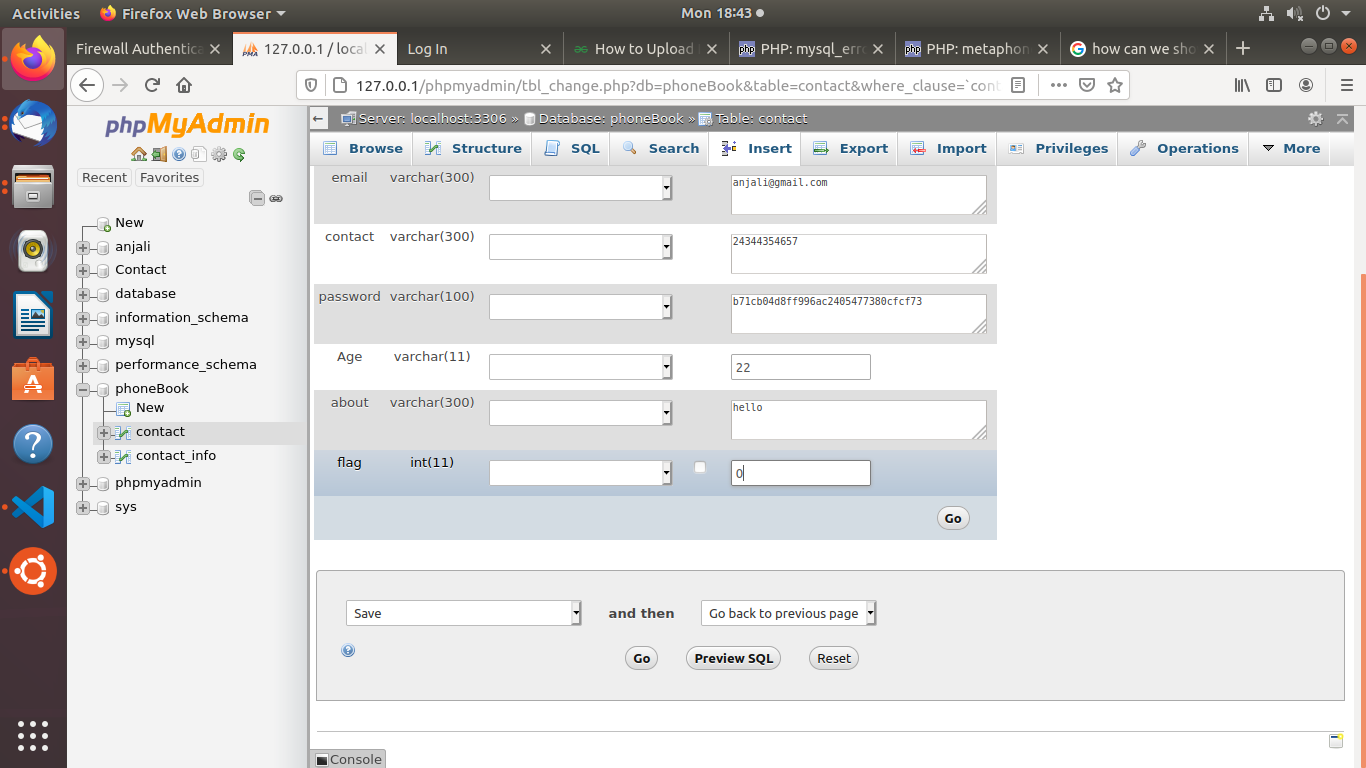 Activities Firefox Web Browser Mon 18:43
Firewall Authentica 127.0.0.1 / local Log In How to Upload PHP: mysql_erro PHP: metaphon how can we sho
127.0.0.1/phpmyadmin/tbl_change.php?db=phoneBook&table=contact&where_clause=`cont
phpMyAdmin
Recent Favorites
New
anjali
Contact
database
information_schema
mysql
performance_schema
phoneBook
New
contact
contact_info
phpmyadmin
sys
Server: localhost:3306 » Database: phoneBook » Table: contact
Browse Structure SQL Search Insert Export Import Privileges Operations More
email varchar(300) anjali@gmail.com
contact varchar(300) 24344354657
password varchar(100) b71cb04d8ff996ac2405477380cfcf73
Age varchar(11) 22
about varchar(300) hello
flag int(11) 0
Go
Save and then Go back to previous page
Go Preview SQL Reset
Console